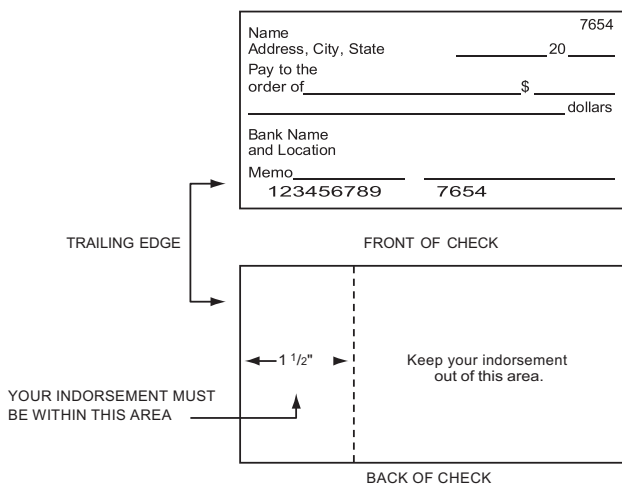 7654
Name
Address, City, State 20
Pay to the
order of $
dollars
Bank Name
and Location
Memo
123456789 7654
TRAILING EDGE
FRONT OF CHECK
1 1/2"
Keep your indorsement
out of this area.
YOUR INDORSEMENT MUST
BE WITHIN THIS AREA
BACK OF CHECK